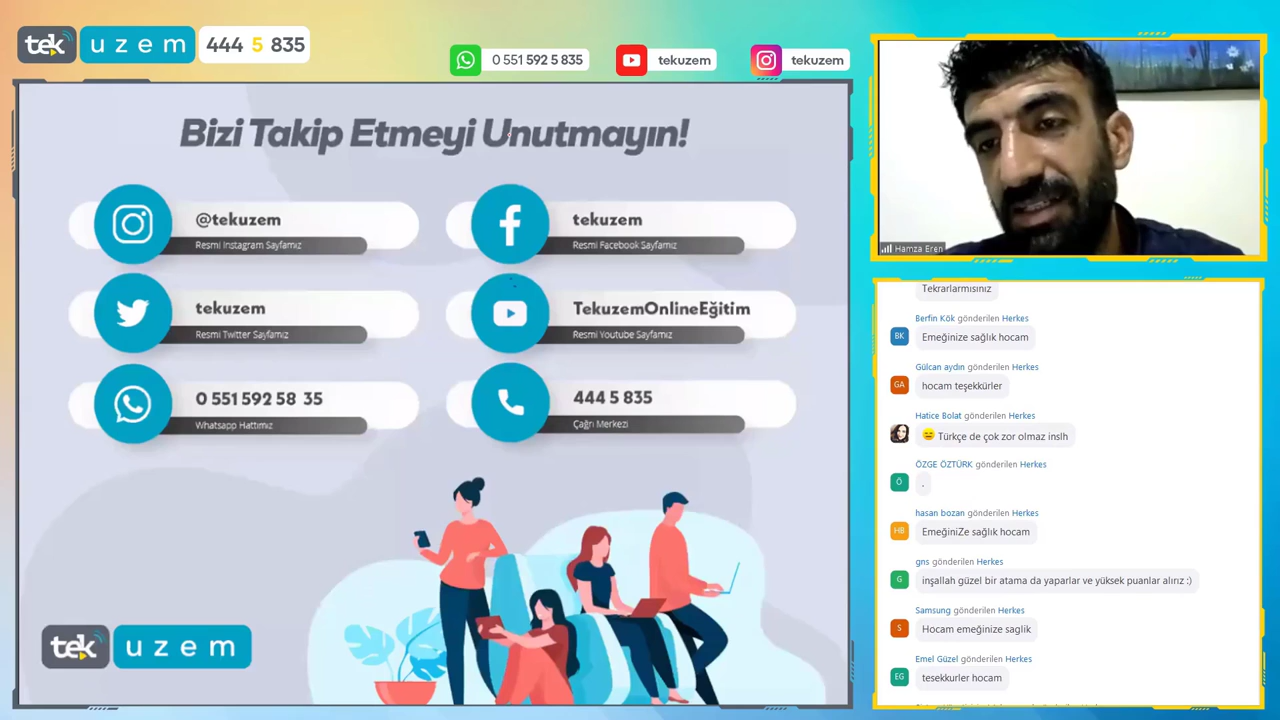 tek uzem 444 5 835
0 551 592 5 835
tekuzem
tekuzem
Bizi Takip Etmeyi Unutmayın!
@tekuzem
Resmi Instagram Sayfamız
tekuzem
Resmi Facebook Sayfamız
tekuzem
Resmi Twitter Sayfamız
TekuzemOnlineEğitim
Resmi Youtube Sayfamız
0 551 592 58 35
Whatsapp Hattımız
444 5 835
Çağrı Merkezi
tek uzem
Hamza Eren
Tekrarlarmısınız
Berfin Kök gönderilen Herkes
BK
Emeğinize sağlık hocam
Gülcan aydın gönderilen Herkes
GA
hocam teşekkürler
Hatice Bolat gönderilen Herkes
Türkçe de çok zor olmaz inslh
ÖZGE ÖZTÜRK gönderilen Herkes
Ö
.
hasan bozan gönderilen Herkes
HB
EmeğiniZe sağlık hocam
gns gönderilen Herkes
G
inşallah güzel bir atama da yaparlar ve yüksek puanlar alırız :)
Samsung gönderilen Herkes
S
Hocam emeğinize saglik
Emel Güzel gönderilen Herkes
EG
tesekkurler hocam